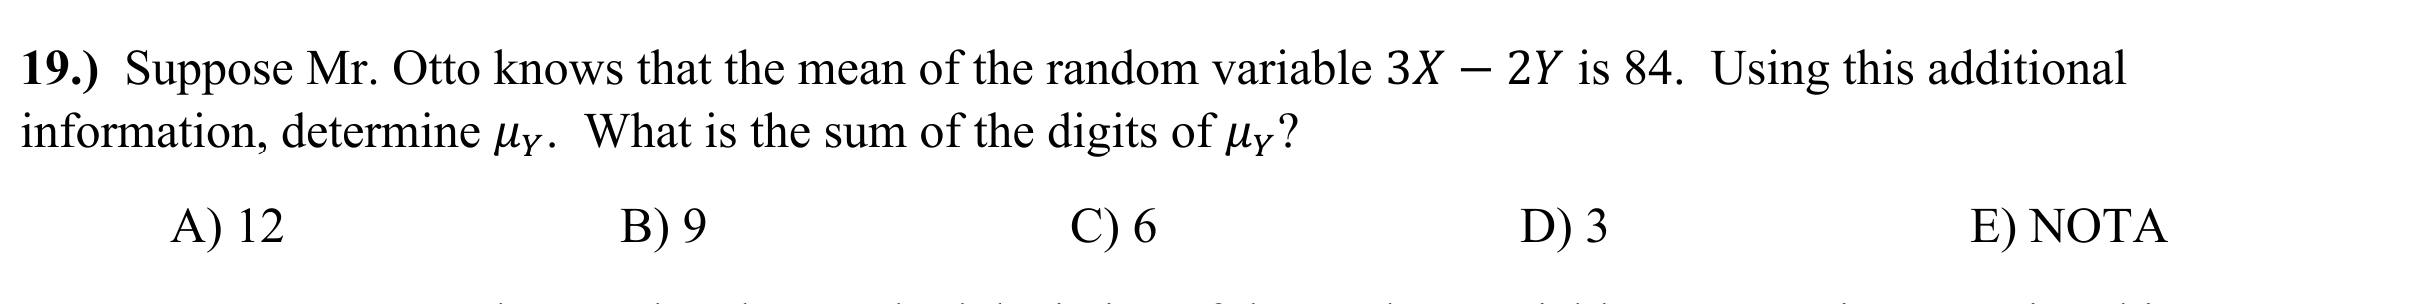 19.) Suppose Mr. Otto knows that the mean of the random variable 3X − 2Y is 84. Using this additional
information, determine μ_Y. What is the sum of the digits of μ_Y?
A) 12 B) 9 C) 6 D) 3 E) NOTA